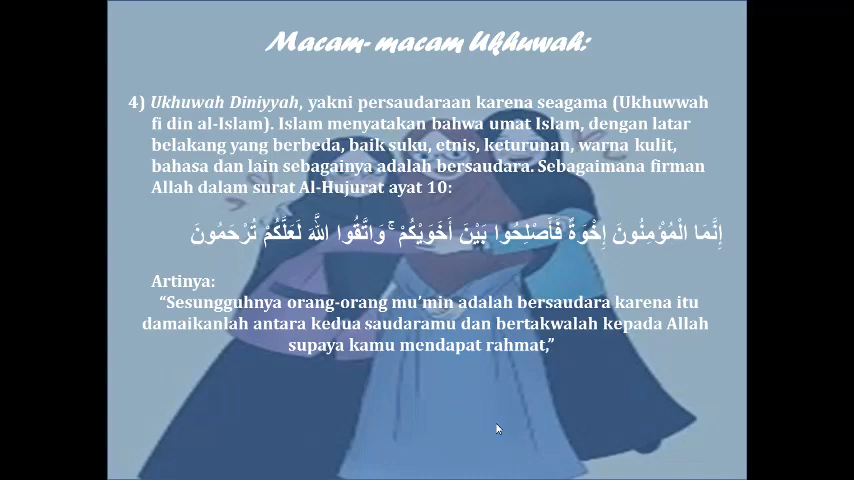 Macam- macam Ukhuwah:
4) Ukhuwah Diniyyah, yakni persaudaraan karena seagama (Ukhuwwah
fi din al-Islam). Islam menyatakan bahwa umat Islam, dengan latar
belakang yang berbeda, baik suku, etnis, keturunan, warna kulit,
bahasa dan lain sebagainya adalah bersaudara. Sebagaimana firman
Allah dalam surat Al-Hujurat ayat 10:
إِنَّمَا الْمُؤْمِنُونَ إِخْوَةٌ فَأَصْلِحُوا بَيْنَ أَخَوَيْكُمْ ۚ وَاتَّقُوا اللَّهَ لَعَلَّكُمْ تُرْحَمُونَ
Artinya:
“Sesungguhnya orang-orang mu’min adalah bersaudara karena itu
damaikanlah antara kedua saudaramu dan bertakwalah kepada Allah
supaya kamu mendapat rahmat,”